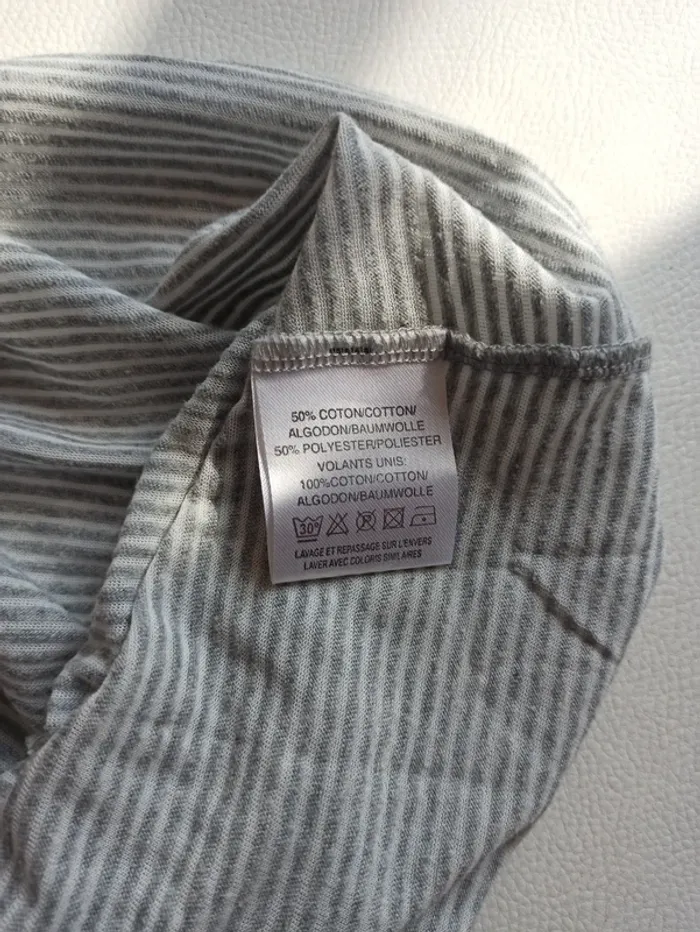 50% COTON/COTTON/
ALGODON/BAUMWOLLE
50% POLYESTER/POLIESTER
VOLANTS UNIS:
100%COTON/COTTON/
ALGODON/BAUMWOLLE
30°
LAVAGE ET REPASSAGE SUR L'ENVERS
LAVER AVEC COLORIS SIMILAIRES